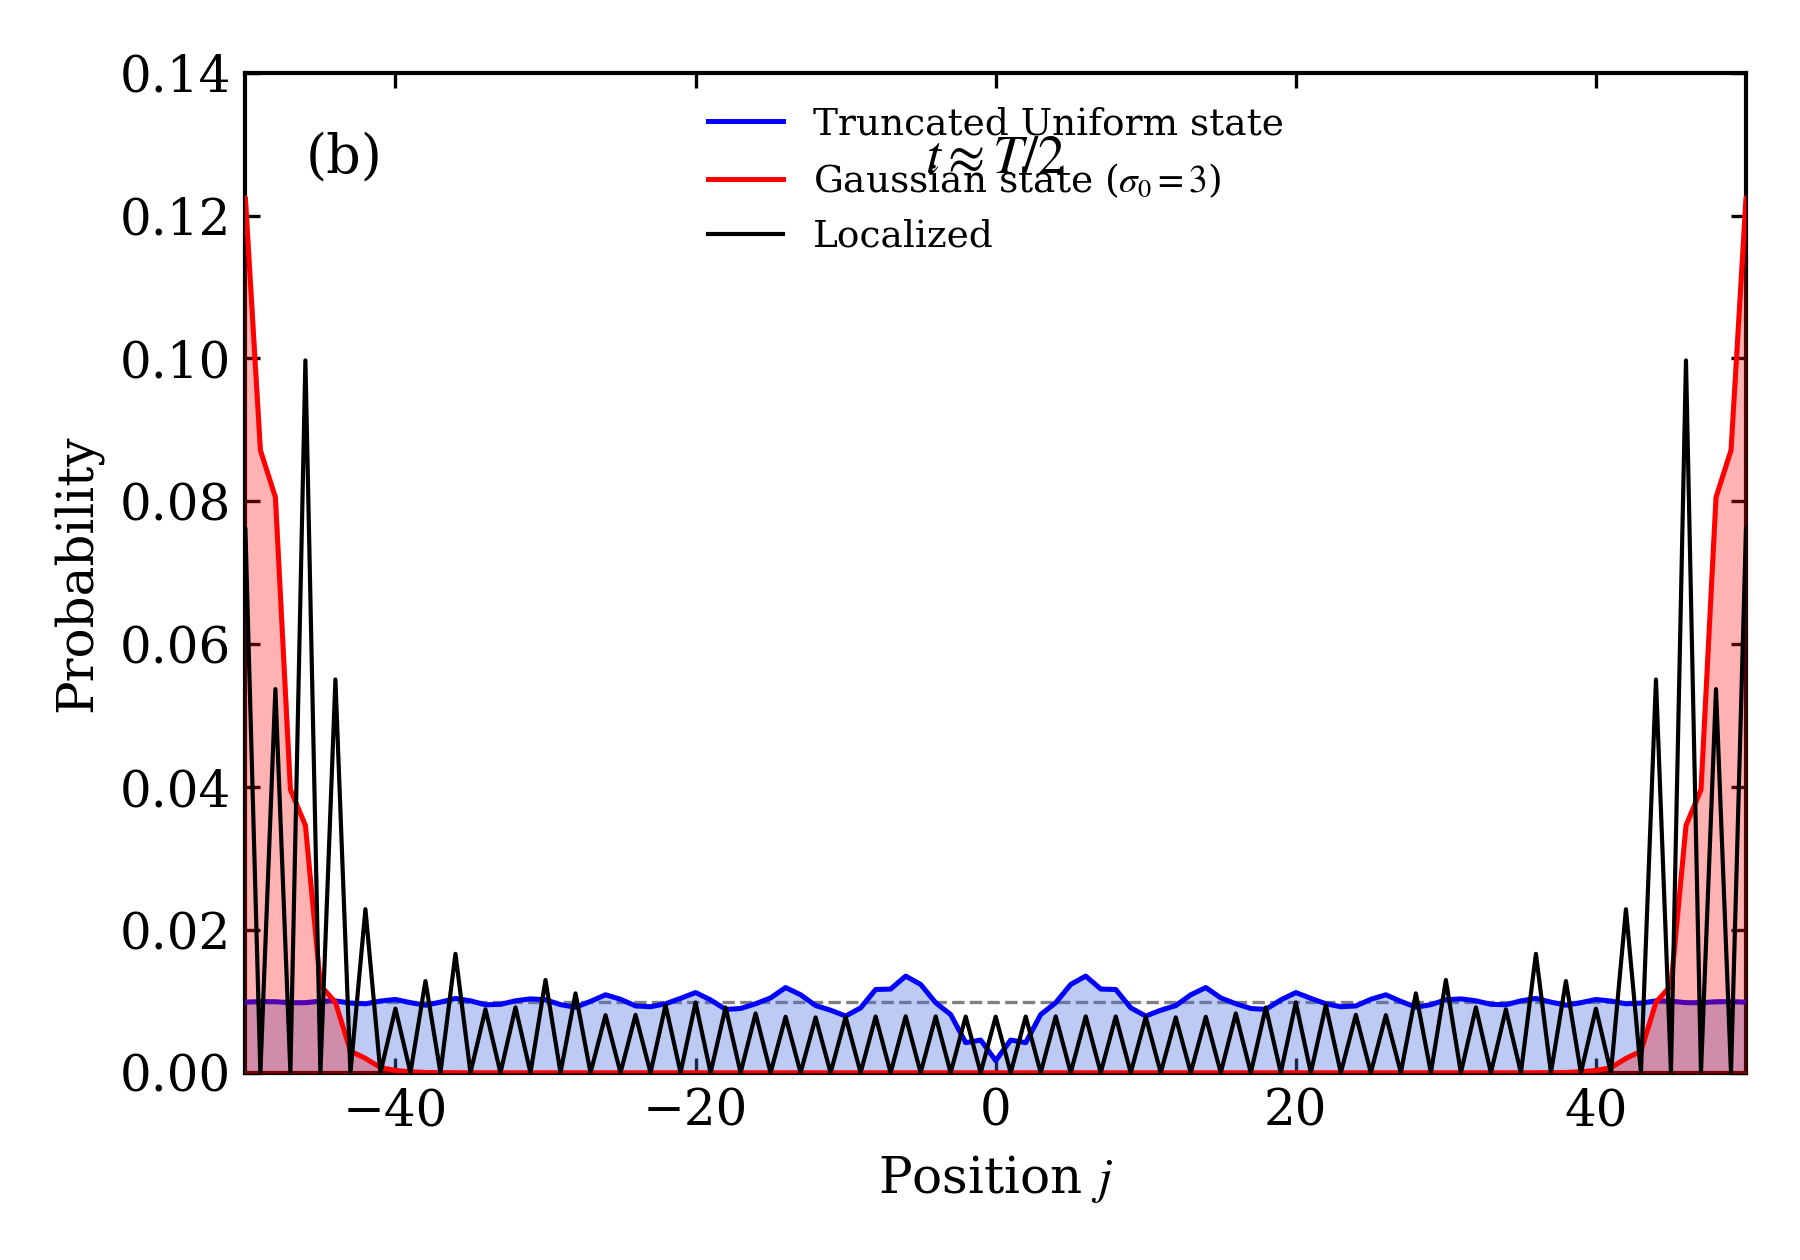 0.14
0.12
0.10
0.08
0.06
0.04
0.02
0.00
Probability
(b)
Truncated Uniform state
t ≈ T/2
Gaussian state (σ₀ = 3)
Localized
−40
−20
0
20
40
Position j